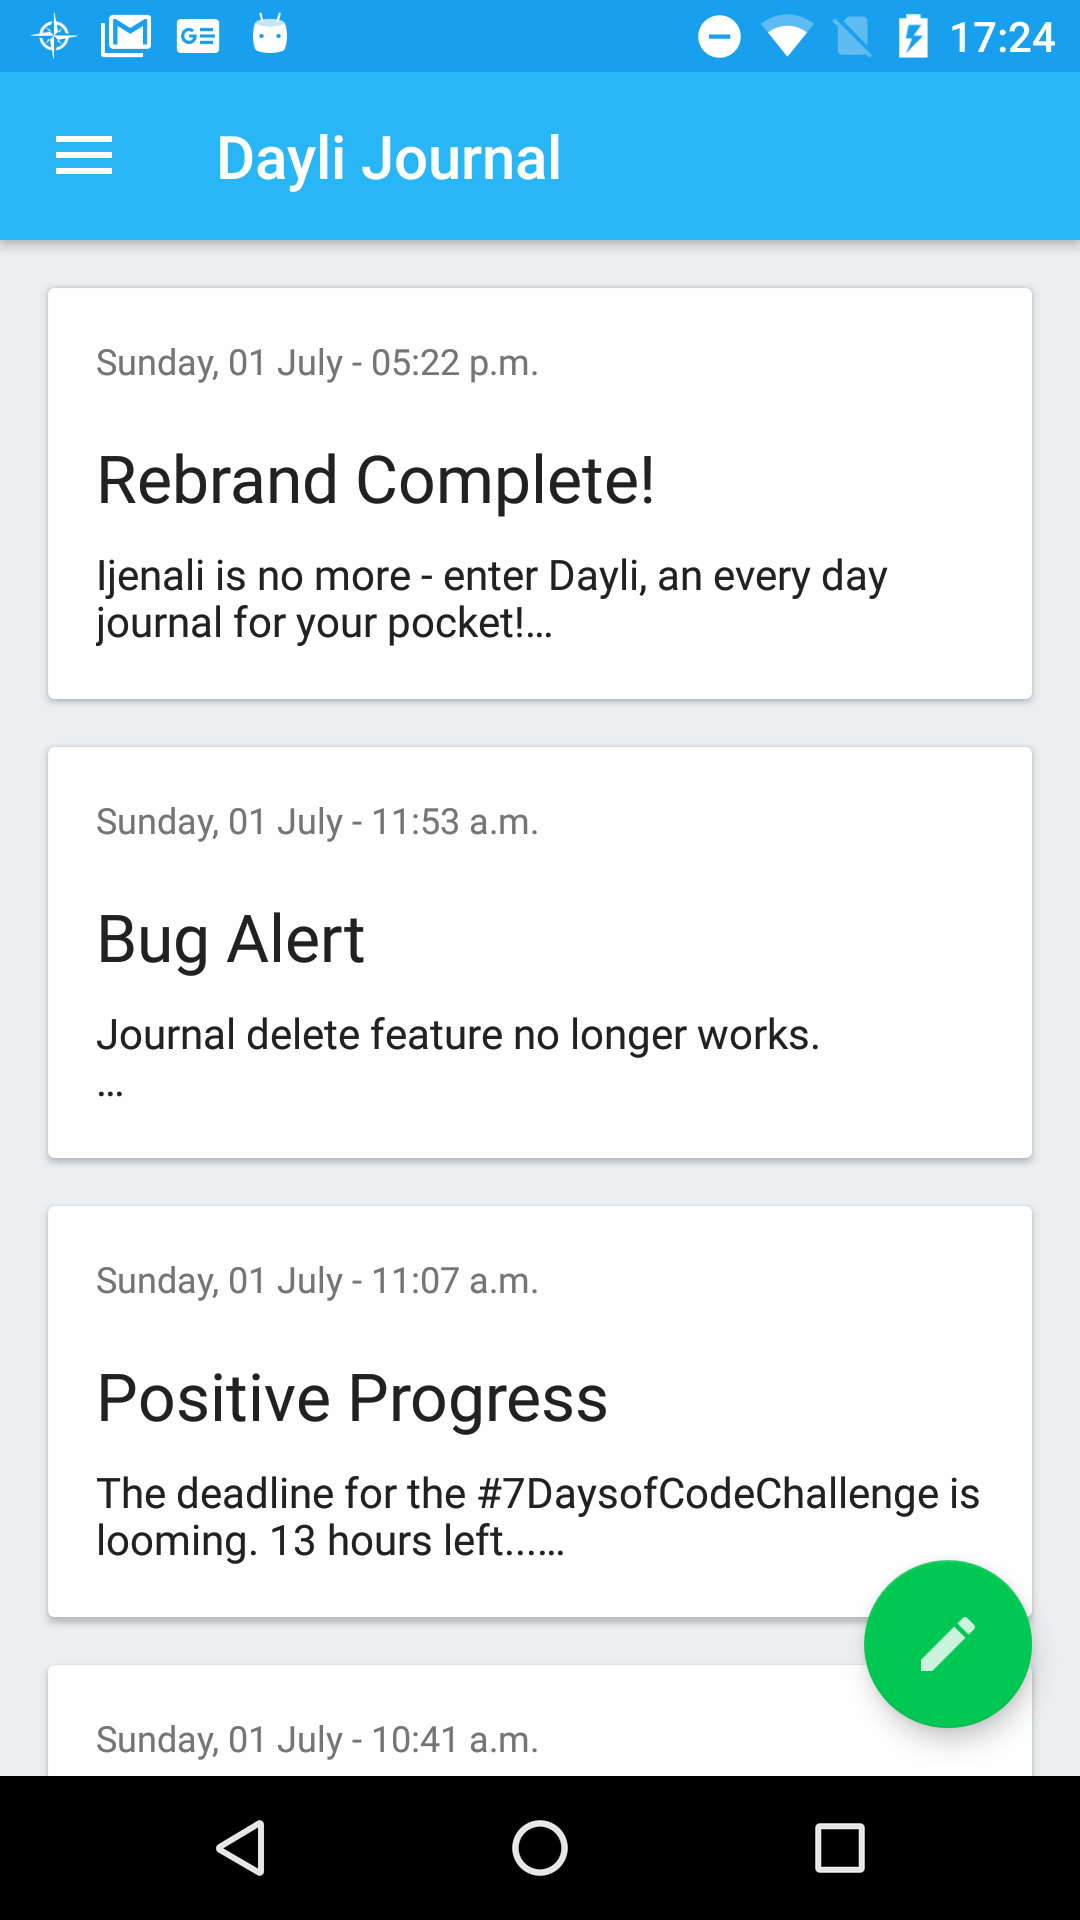 GE
17:24
Dayli Journal
Sunday, 01 July - 05:22 p.m.
Rebrand Complete!
Ijenali is no more - enter Dayli, an every day
journal for your pocket!…
Sunday, 01 July - 11:53 a.m.
Bug Alert
Journal delete feature no longer works.
…
Sunday, 01 July - 11:07 a.m.
Positive Progress
The deadline for the #7DaysofCodeChallenge is
looming. 13 hours left...…
Sunday, 01 July - 10:41 a.m.